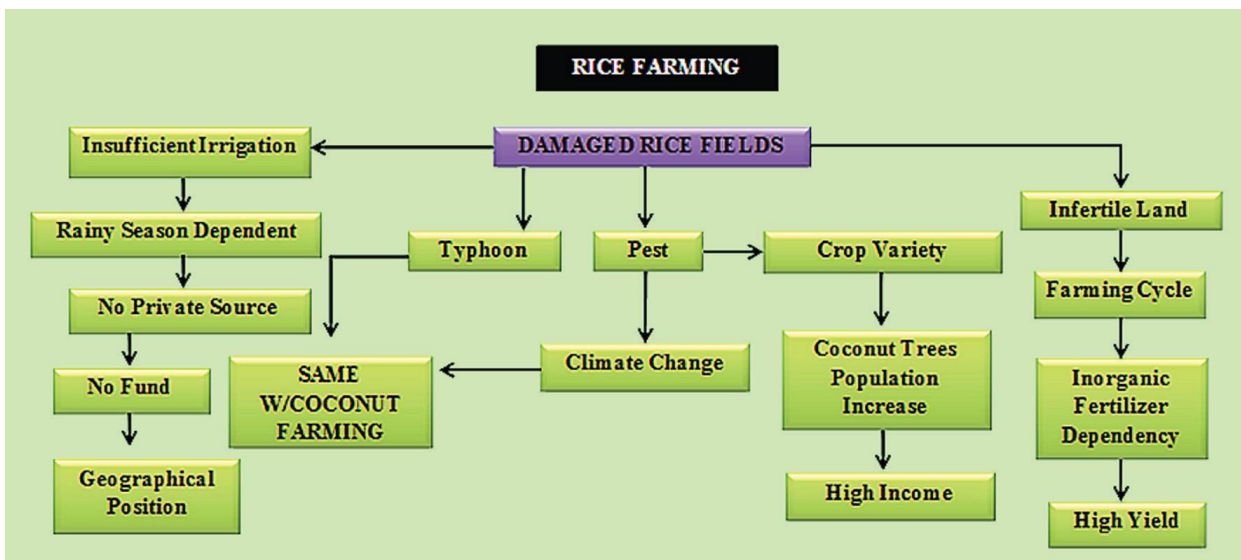 RICE FARMING
DAMAGED RICE FIELDS
Insufficient Irrigation
Rainy Season Dependent
No Private Source
No Fund
Geographical
Position
Typhoon
SAME
W/COCONUT
FARMING
Pest
Climate Change
Crop Variety
Coconut Trees
Population
Increase
High Income
Infertile Land
Farming Cycle
Inorganic
Fertilizer
Dependency
High Yield